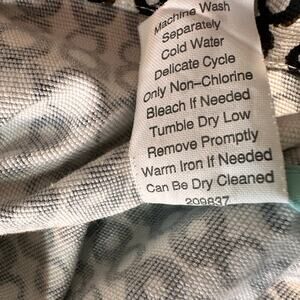 Machine Wash
Separately
Cold Water
Delicate Cycle
Only Non-Chlorine
Bleach If Needed
Tumble Dry Low
Remove Promptly
Warm Iron If Needed
Can Be Dry Cleaned
209837